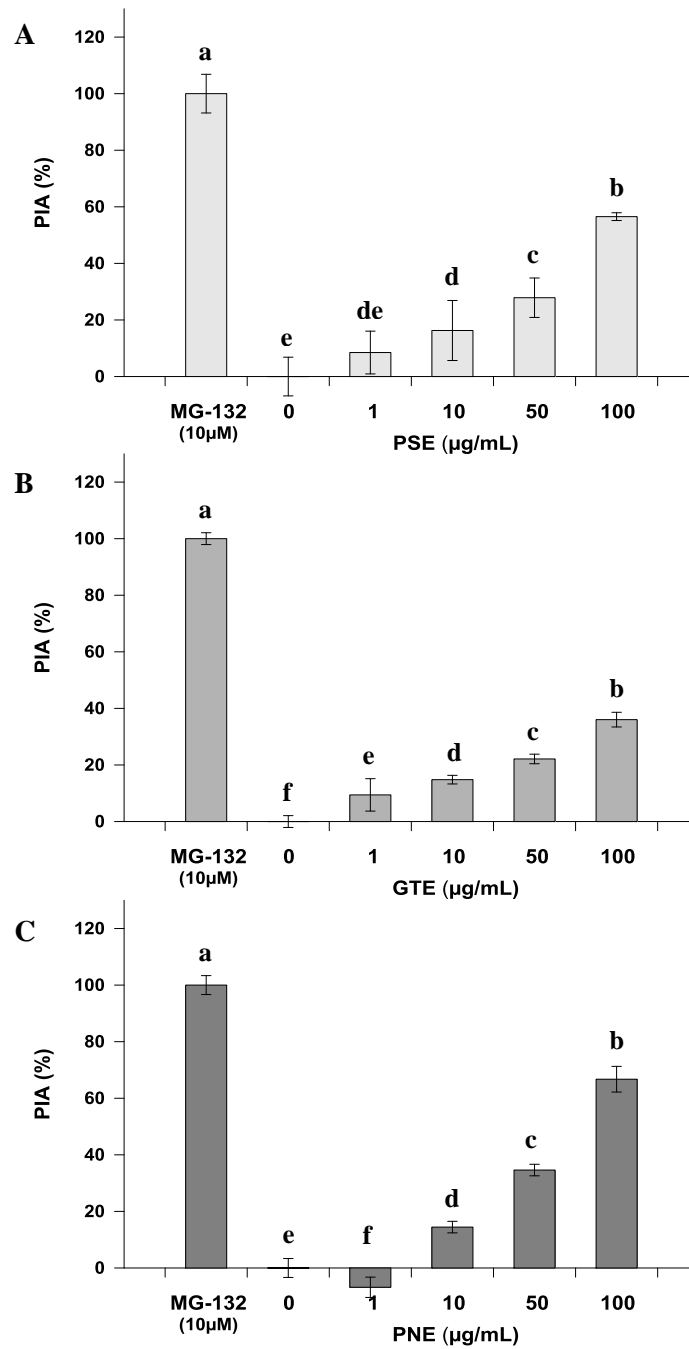 A
120
a
100
80
PIA (%)
b
60
40
c
d
de
20
e
0
MG-132 0 1 10 50 100
(10µM) PSE (µg/mL)
B
120
a
100
80
PIA (%)
60
b
40
c
d
e
20
f
0
MG-132 0 1 10 50 100
(10µM) GTE (µg/mL)
C
120
a
100
80
PIA (%)
b
60
40
c
d
20
e f
0
MG-132 0 1 10 50 100
(10µM) PNE (µg/mL)